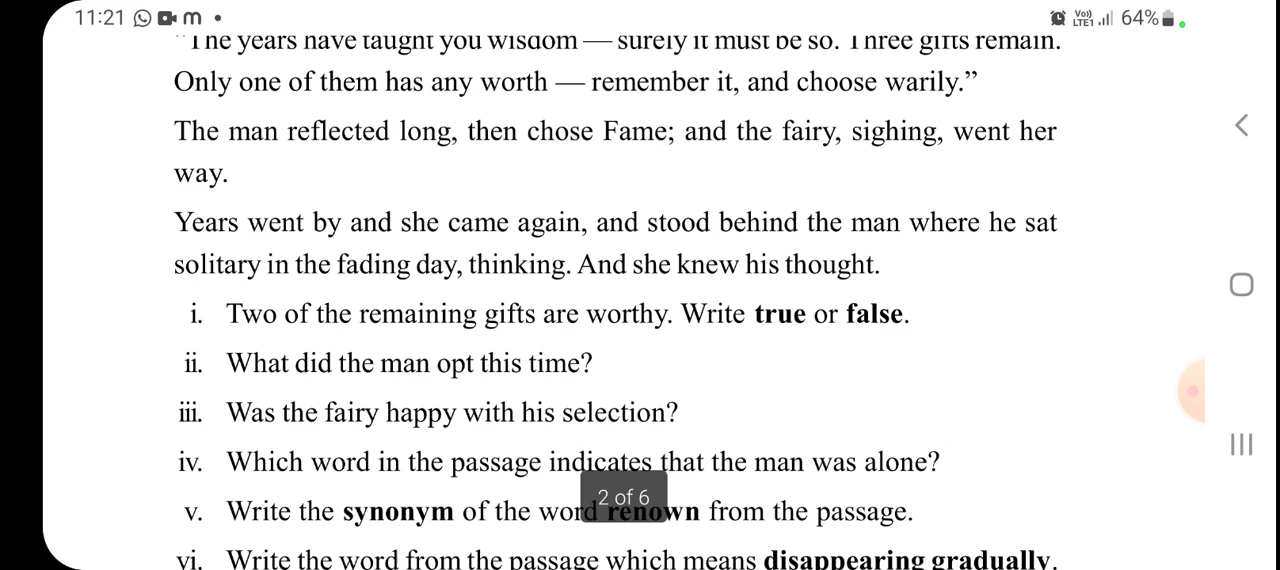 11:21 m
Vo)) LTE1 64%
"The years have taught you wisdom — surely it must be so. Three gifts remain.
Only one of them has any worth — remember it, and choose warily.”
The man reflected long, then chose Fame; and the fairy, sighing, went her
way.
Years went by and she came again, and stood behind the man where he sat
solitary in the fading day, thinking. And she knew his thought.
i. Two of the remaining gifts are worthy. Write true or false.
ii. What did the man opt this time?
iii. Was the fairy happy with his selection?
iv. Which word in the passage indicates that the man was alone?
2 of 6
v. Write the synonym of the word renown from the passage.
vi. Write the word from the passage which means disappearing gradually.